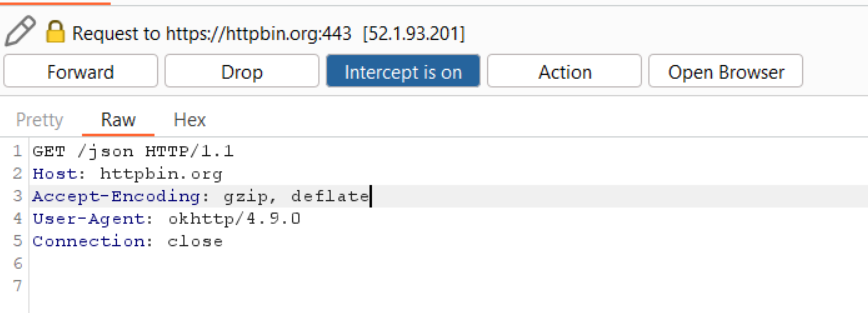 Request to https://httpbin.org:443 [52.1.93.201]
Forward Drop Intercept is on Action Open Browser
Pretty Raw Hex
1 GET /json HTTP/1.1
2 Host: httpbin.org
3 Accept-Encoding: gzip, deflate
4 User-Agent: okhttp/4.9.0
5 Connection: close
6
7